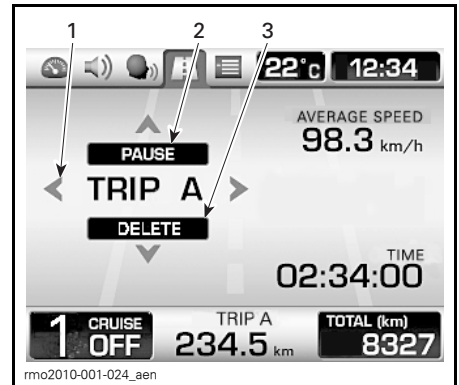 1 2 3
22°C 12:34
AVERAGE SPEED
98.3 km/h
PAUSE
TRIP A
DELETE
TIME
02:34:00
1 CRUISE OFF
TRIP A
234.5 km
TOTAL (km)
8327
rmo2010-001-024_aen